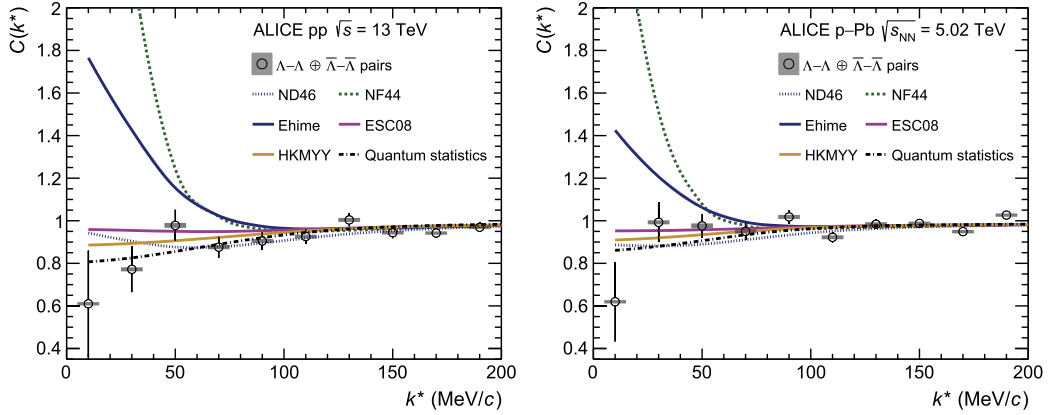 C(k*)
2
1.8
1.6
1.4
1.2
1
0.8
0.6
0.4
ALICE pp √s = 13 TeV
Λ–Λ ⊕ Λ̅–Λ̅ pairs
ND46 NF44
Ehime ESC08
HKMYY Quantum statistics
0 50 100 150 200
k* (MeV/c)
C(k*)
2
1.8
1.6
1.4
1.2
1
0.8
0.6
0.4
ALICE p–Pb √s_NN = 5.02 TeV
Λ–Λ ⊕ Λ̅–Λ̅ pairs
ND46 NF44
Ehime ESC08
HKMYY Quantum statistics
0 50 100 150 200
k* (MeV/c)